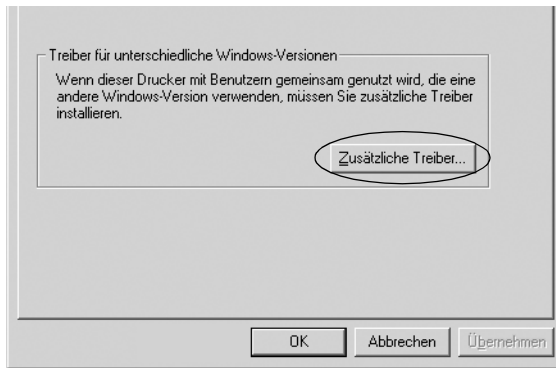 Treiber für unterschiedliche Windows-Versionen
Wenn dieser Drucker mit Benutzern gemeinsam genutzt wird, die eine
andere Windows-Version verwenden, müssen Sie zusätzliche Treiber
installieren.
Zusätzliche Treiber...
OK Abbrechen Übernehmen